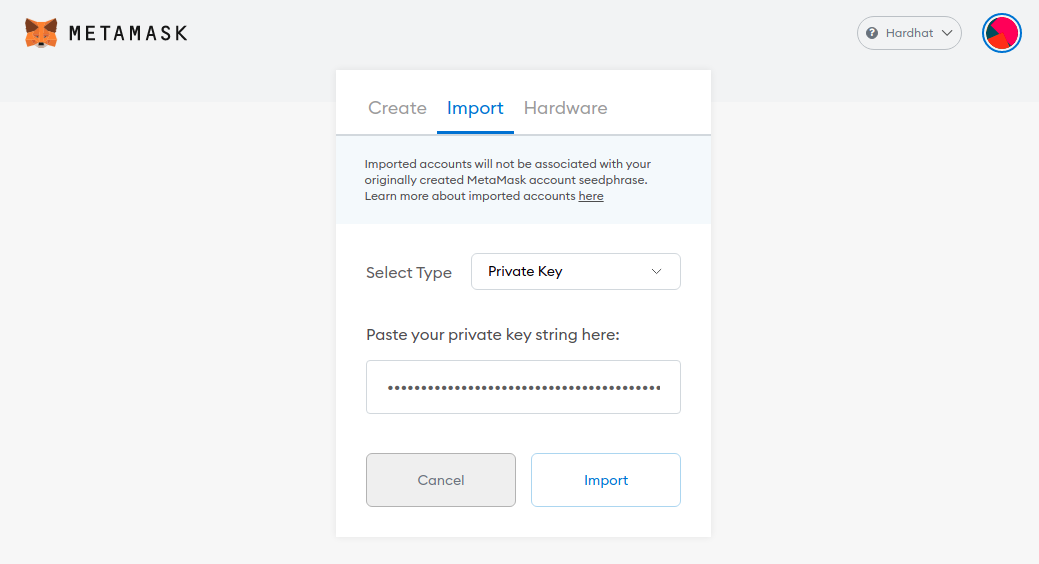 METAMASK
Hardhat
Create Import Hardware
Imported accounts will not be associated with your
originally created MetaMask account seedphrase.
Learn more about imported accounts here
Select Type Private Key
Paste your private key string here:
Cancel Import